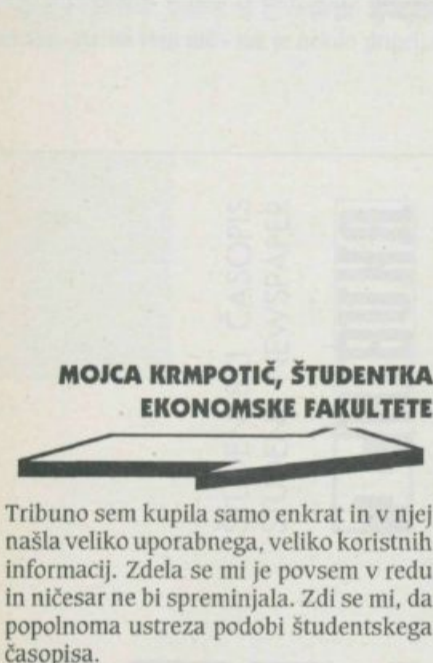 MOJCA KRMPOTIČ, ŠTUDENTKA
EKONOMSKE FAKULTETE
Tribuno sem kupila samo enkrat in v njej
našla veliko uporabnega, veliko koristnih
informacij. Zdela se mi je povsem v redu
in ničesar ne bi spreminjala. Zdi se mi, da
popolnoma ustreza podobi študentskega
časopisa.